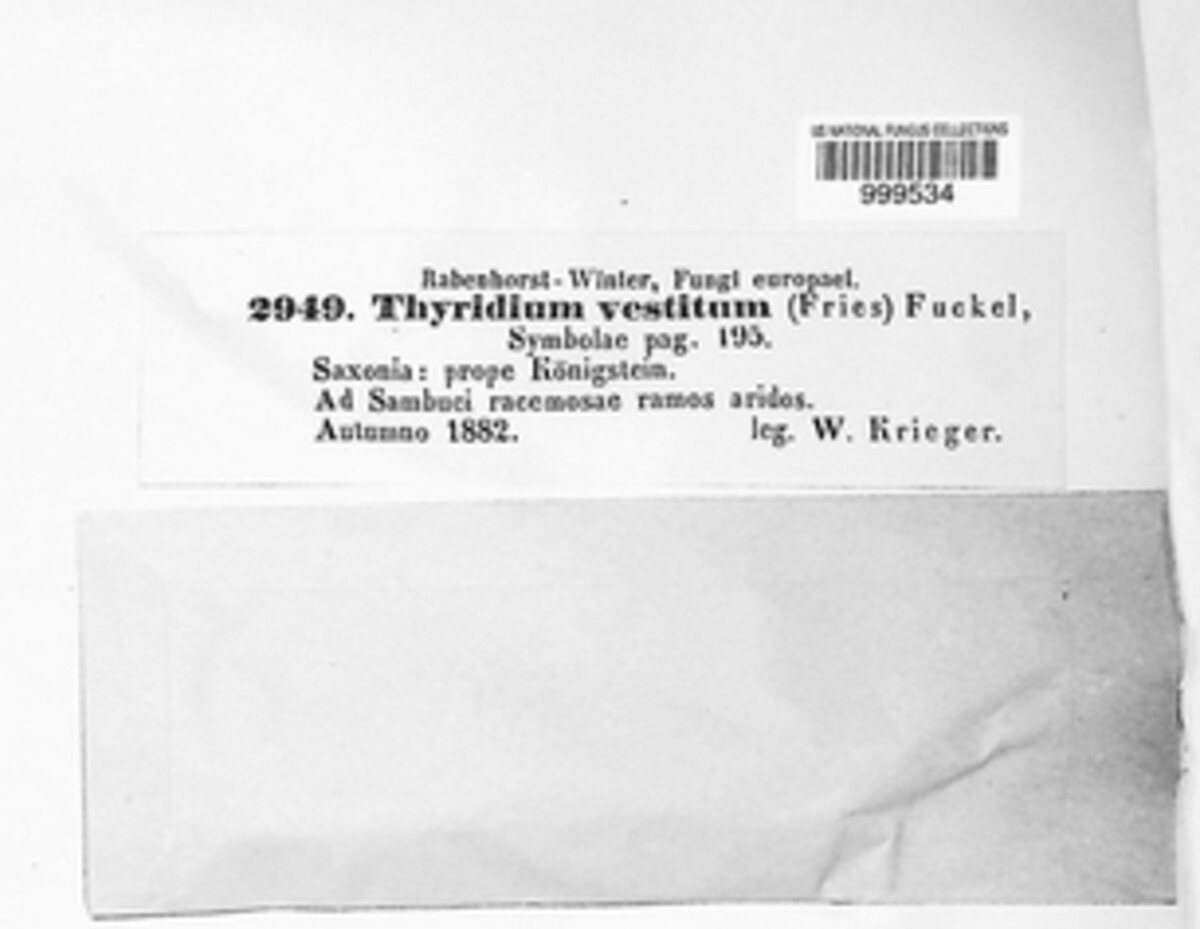 US NATIONAL FUNGUS COLLECTIONS
999534
Rabenhorst-Winter, Fungi europaei.
2949. Thyridium vestitum (Fries) Fuckel,
Symbolae pag. 195.
Saxonia: prope Königstein.
Ad Sambuci racemosae ramos aridos.
Autumno 1882. leg. W. Krieger.